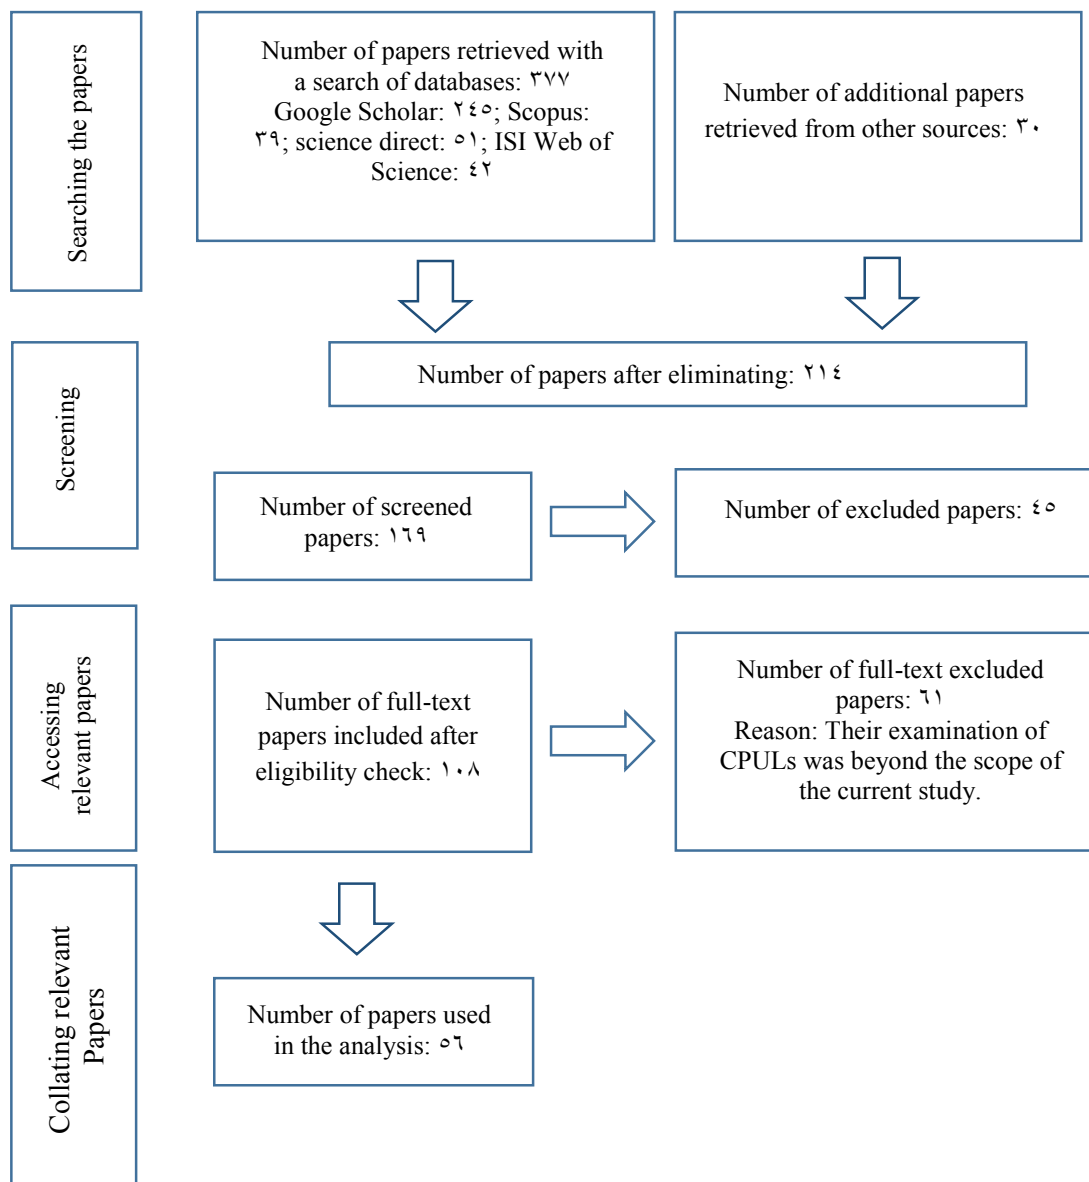 Searching the papers
Number of papers retrieved with
a search of databases: ٣٧٧
Google Scholar: ٢٤٥; Scopus:
٣٩; science direct: ٥١; ISI Web of
Science: ٤٢
Number of additional papers
retrieved from other sources: ٣٠
Screening
Number of papers after eliminating: ٢١٤
Number of screened
papers: ١٦٩
Number of excluded papers: ٤٥
Accessing
relevant papers
Number of full-text
papers included after
eligibility check: ١٠٨
Number of full-text excluded
papers: ٦١
Reason: Their examination of
CPULs was beyond the scope of
the current study.
Collating relevant
Papers
Number of papers used
in the analysis: ٥٦